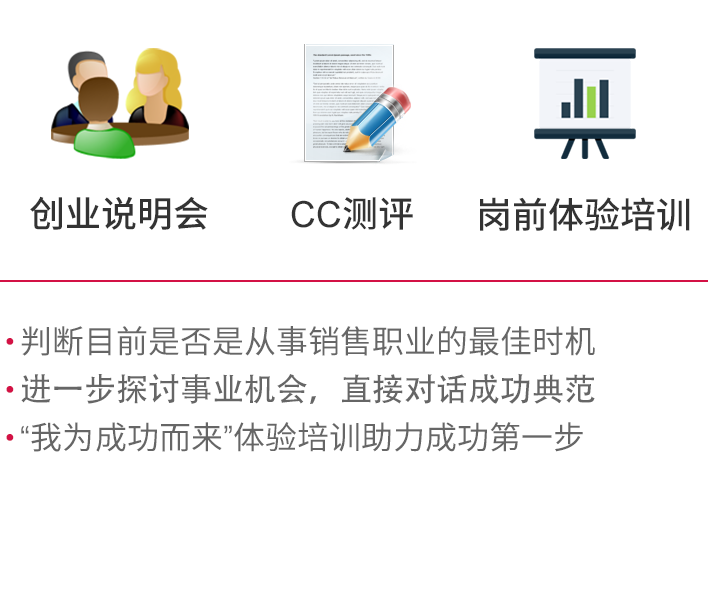 创业说明会
CC测评
岗前体验培训
•判断目前是否是从事销售职业的最佳时机
•进一步探讨事业机会，直接对话成功典范
•“我为成功而来”体验培训助力成功第一步